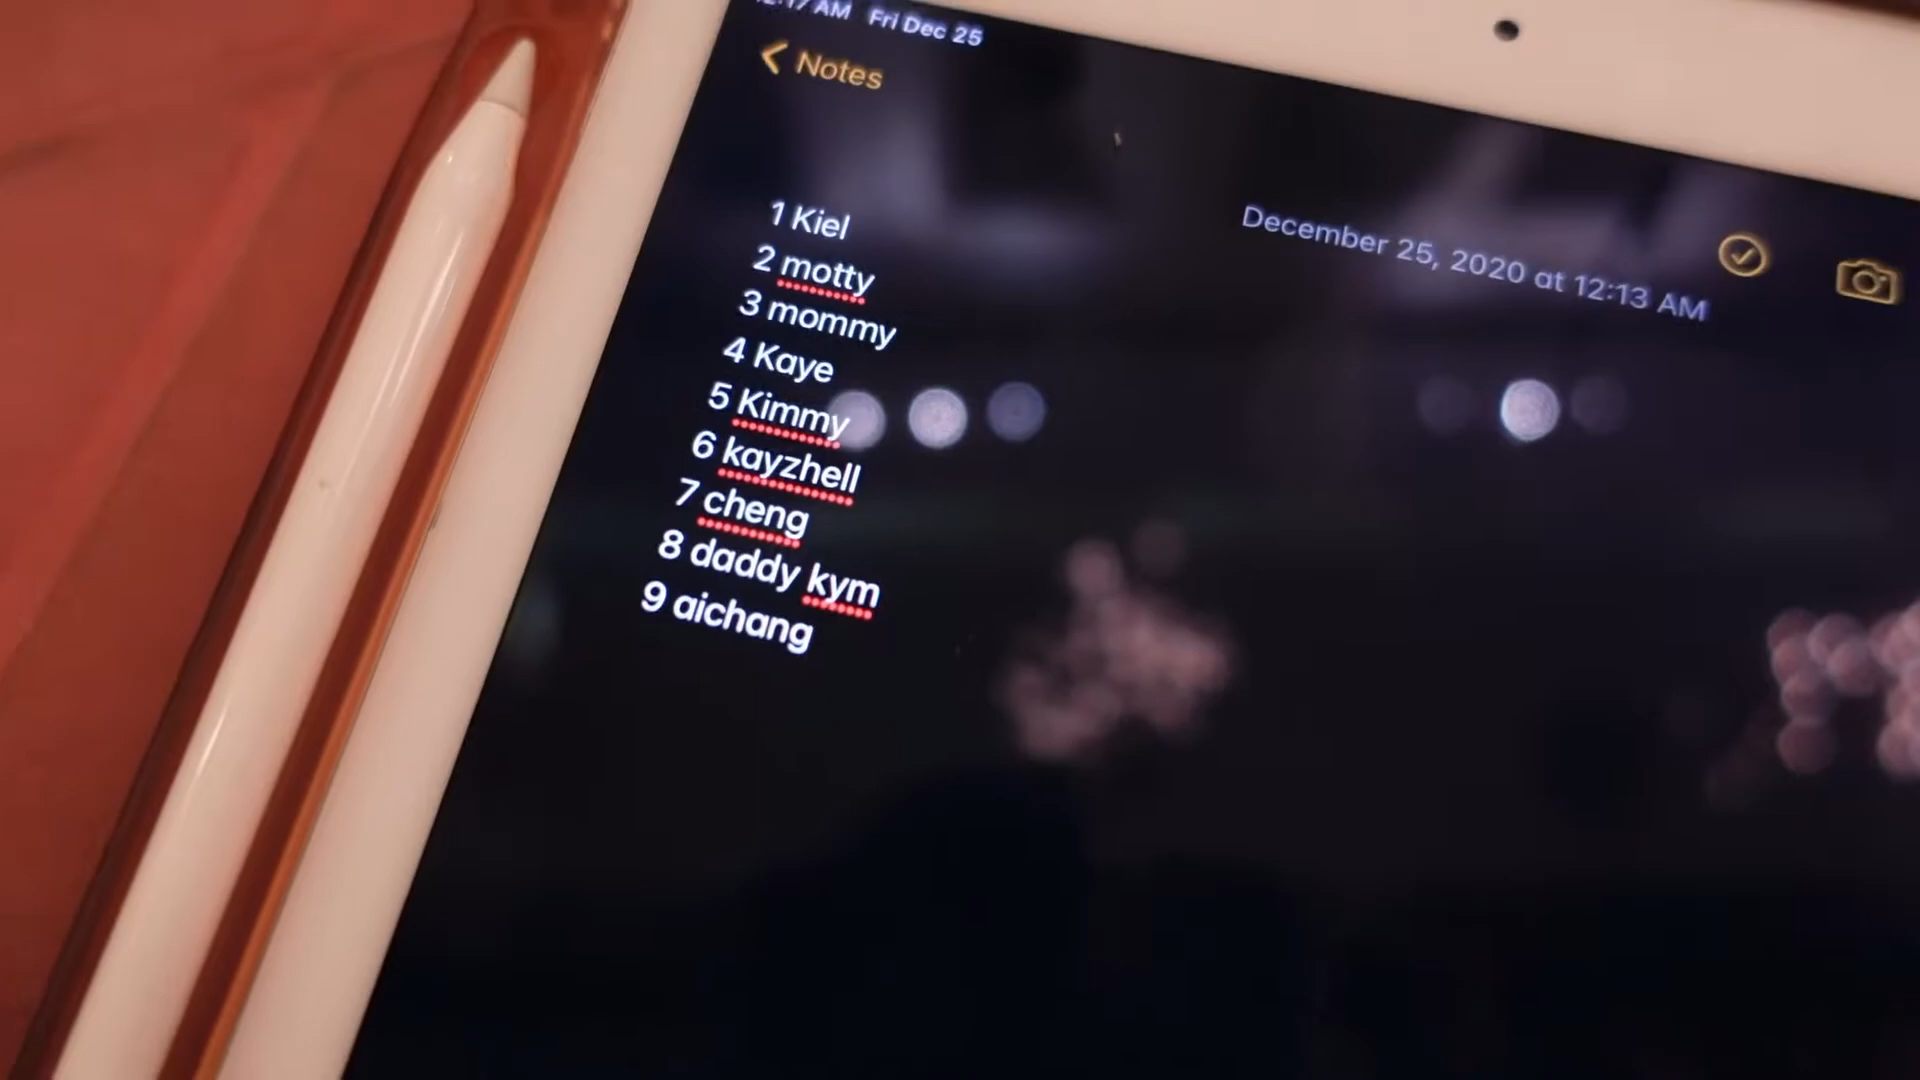 AM Fri Dec 25
Notes
December 25, 2020 at 12:13 AM
1 Kiel
2 motty
3 mommy
4 Kaye
5 Kimmy
6 kayzhell
7 cheng
8 daddy kym
9 aichang